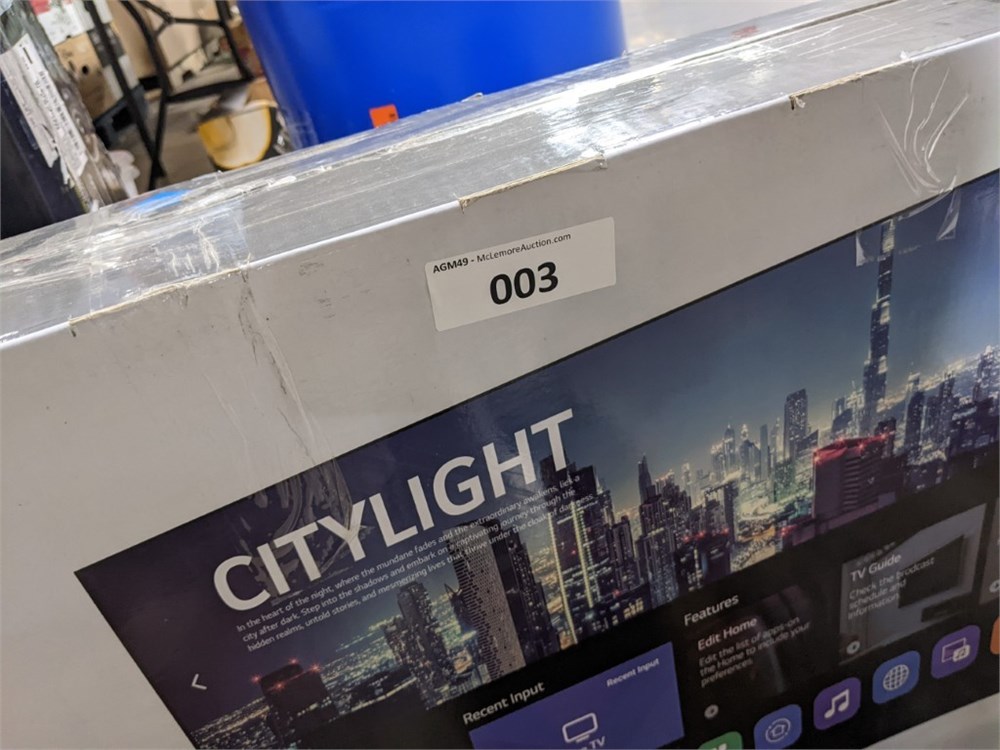 AGM49 - McLemoreAuction.com
003
CITYLIGHT
In the heart of the night, where the mundane fades and the extraordinary awakens, lies a
city after dark. Step into the shadows and embark on a captivating journey through the
hidden realms, untold stories, and mesmerizing lives that thrive under the cloak of darkness.
Recent Input
Recent Input
TV
Features
Edit Home
Edit the list of apps on
the Home to include your
preferences.
TV Guide
Check the broadcast
schedule and
information.